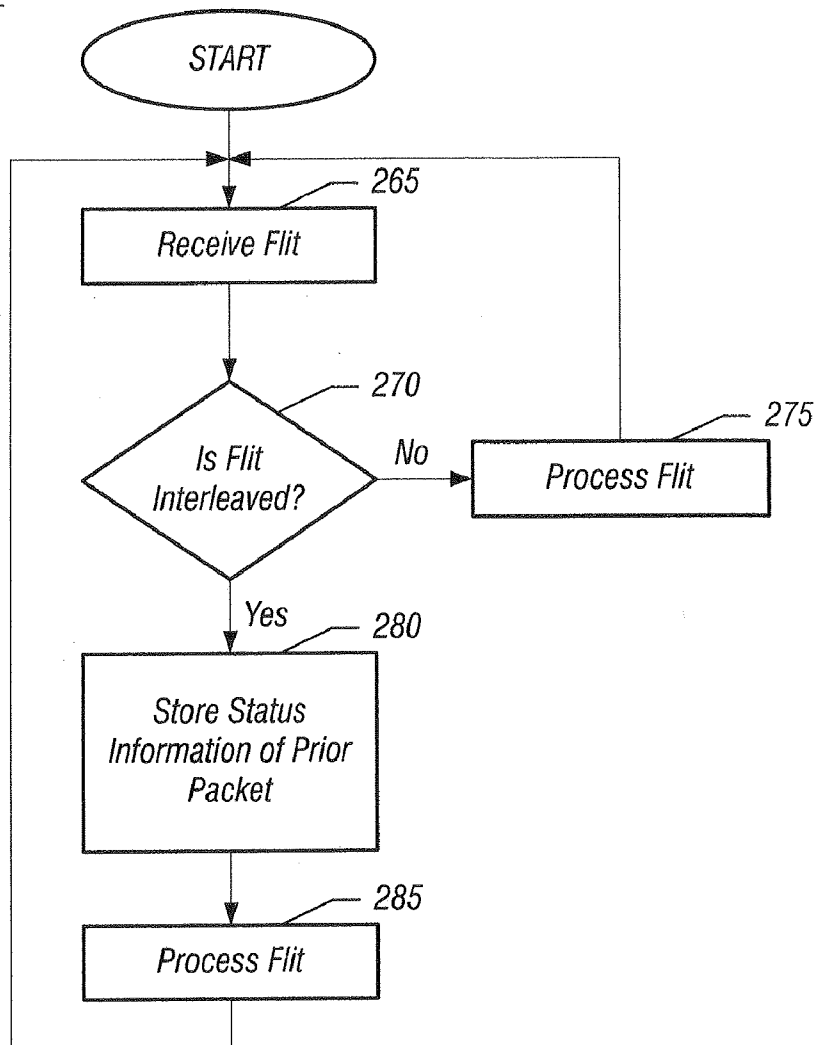 START
265
Receive Flit
270
Is Flit
Interleaved?
No
275
Process Flit
Yes
280
Store Status
Information of Prior
Packet
285
Process Flit